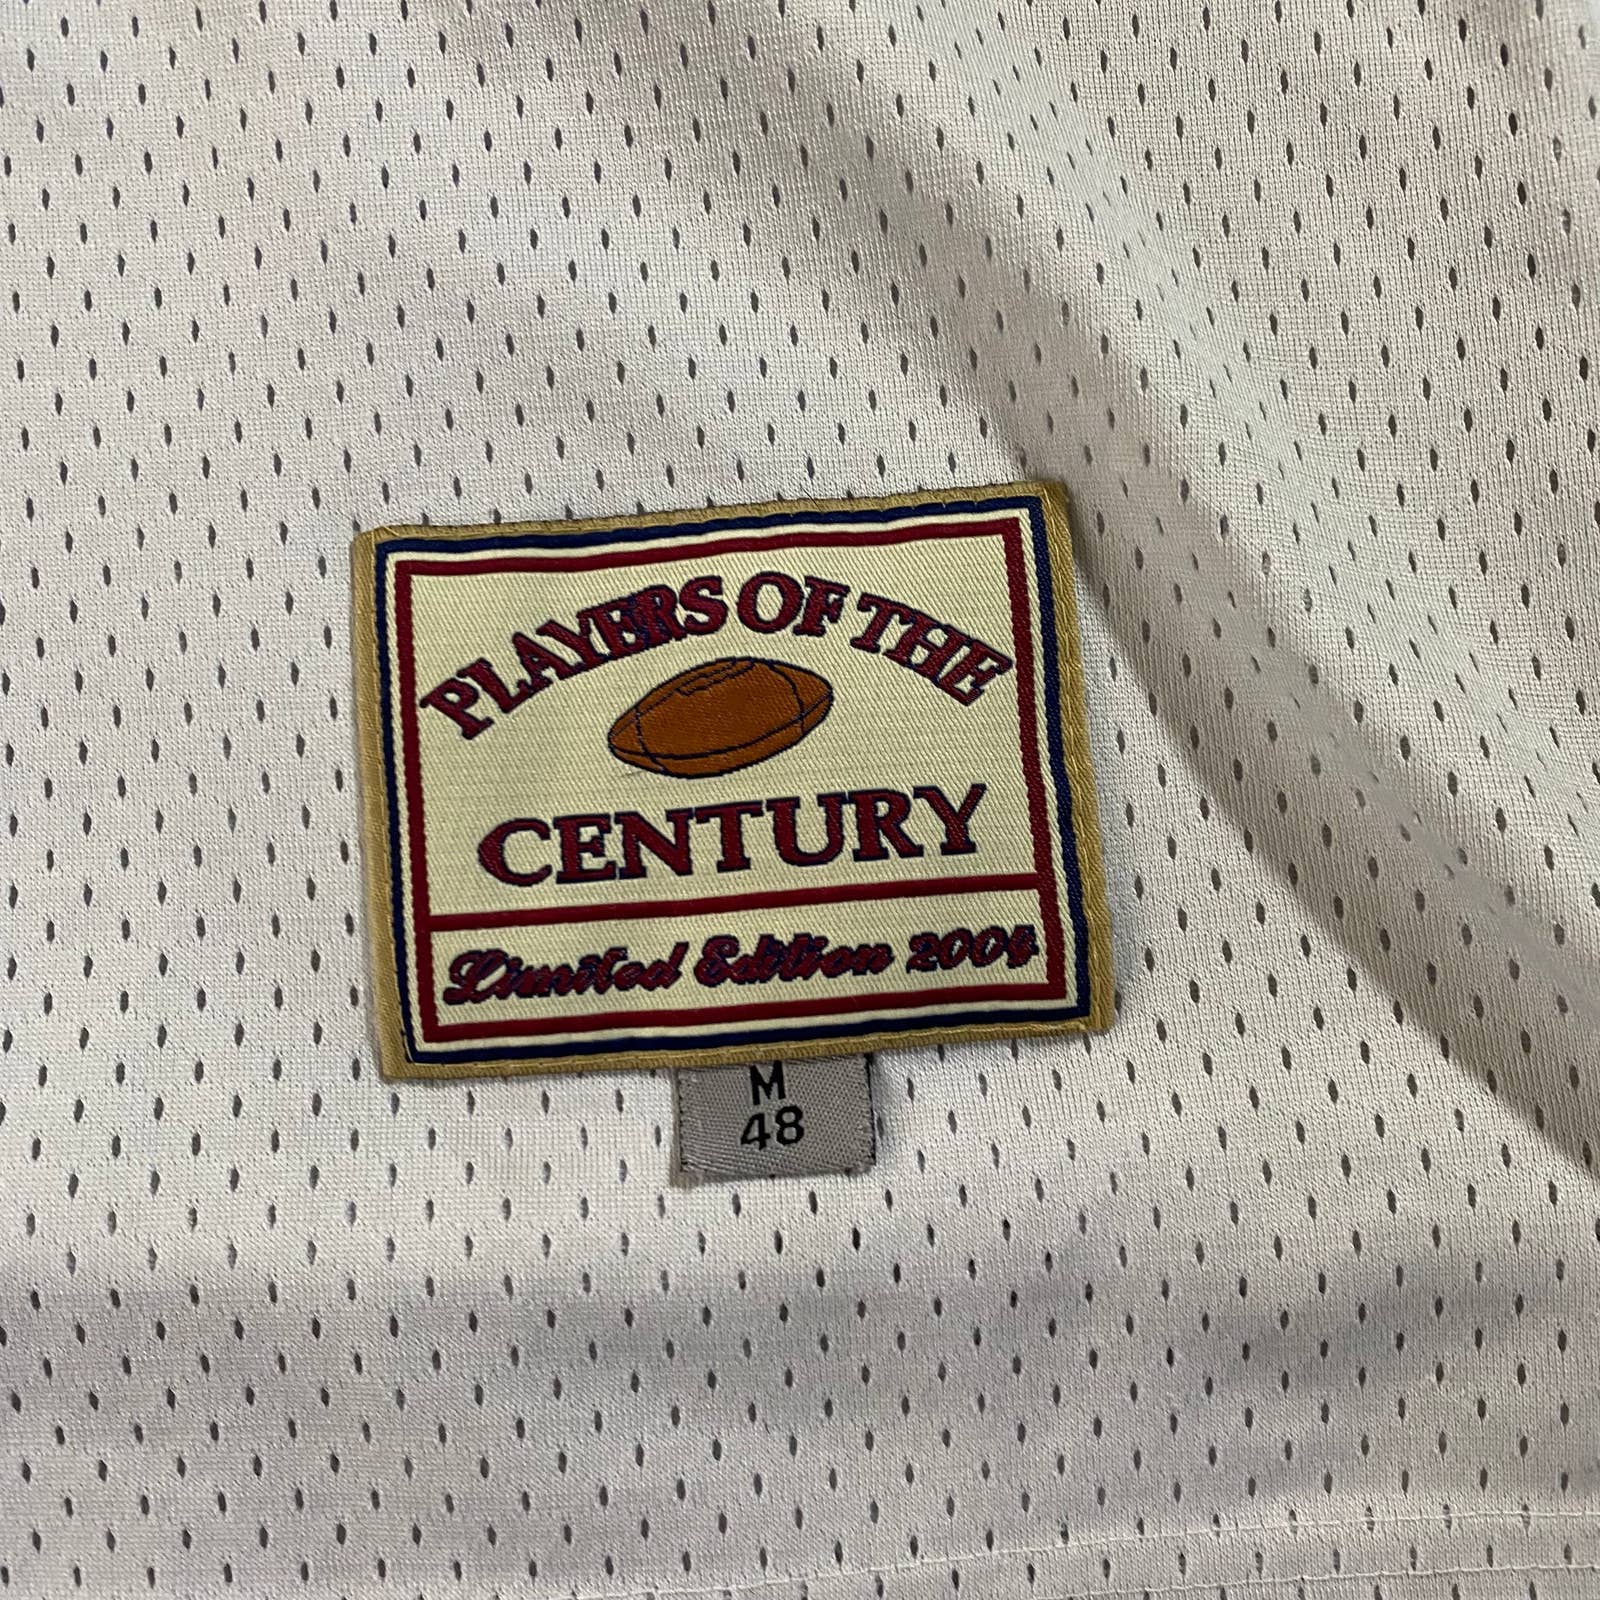 PLAYERS OF THE
CENTURY
Limited Edition 2004
M
48